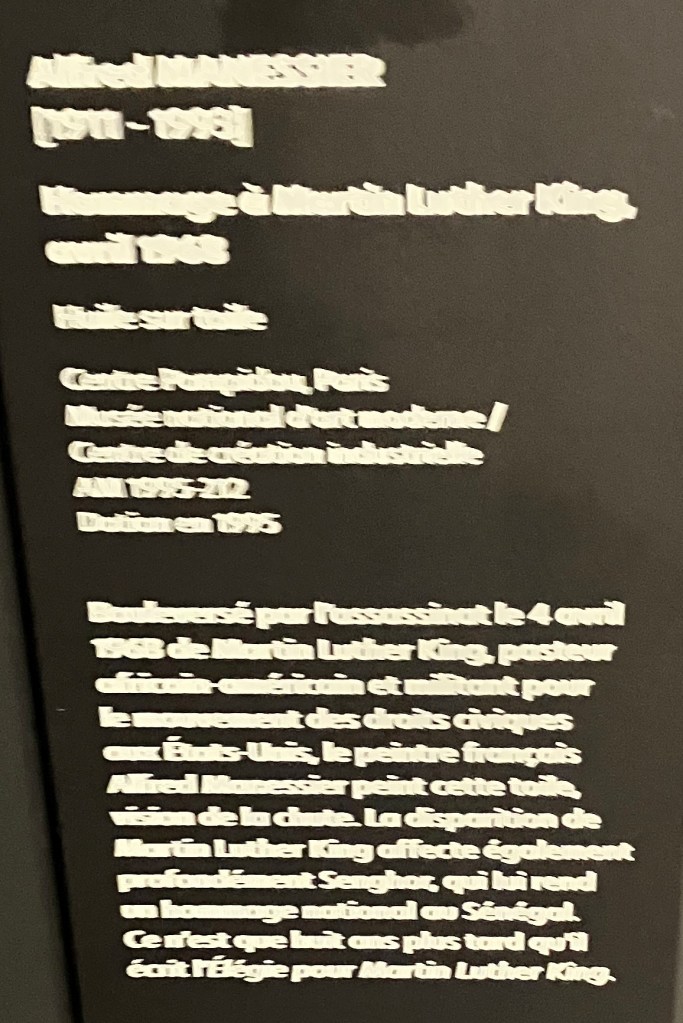 Alfred MANESSIER
[1911 - 1993]
Hommage à Martin Luther King,
avril 1968
Huile sur toile
Centre Pompidou, Paris
Musée national d'art moderne /
Centre de création industrielle
AM 1995-212
Dation en 1995
Bouleversé par l'assassinat le 4 avril
1968 de Martin Luther King, pasteur
africain-américain et militant pour
le mouvement des droits civiques
aux États-Unis, le peintre français
Alfred Manessier peint cette toile,
vision de la chute. La disparition de
Martin Luther King affecte également
profondément Senghor, qui lui rend
un hommage national au Sénégal.
Ce n'est que huit ans plus tard qu'il
écrit l'Élégie pour Martin Luther King.